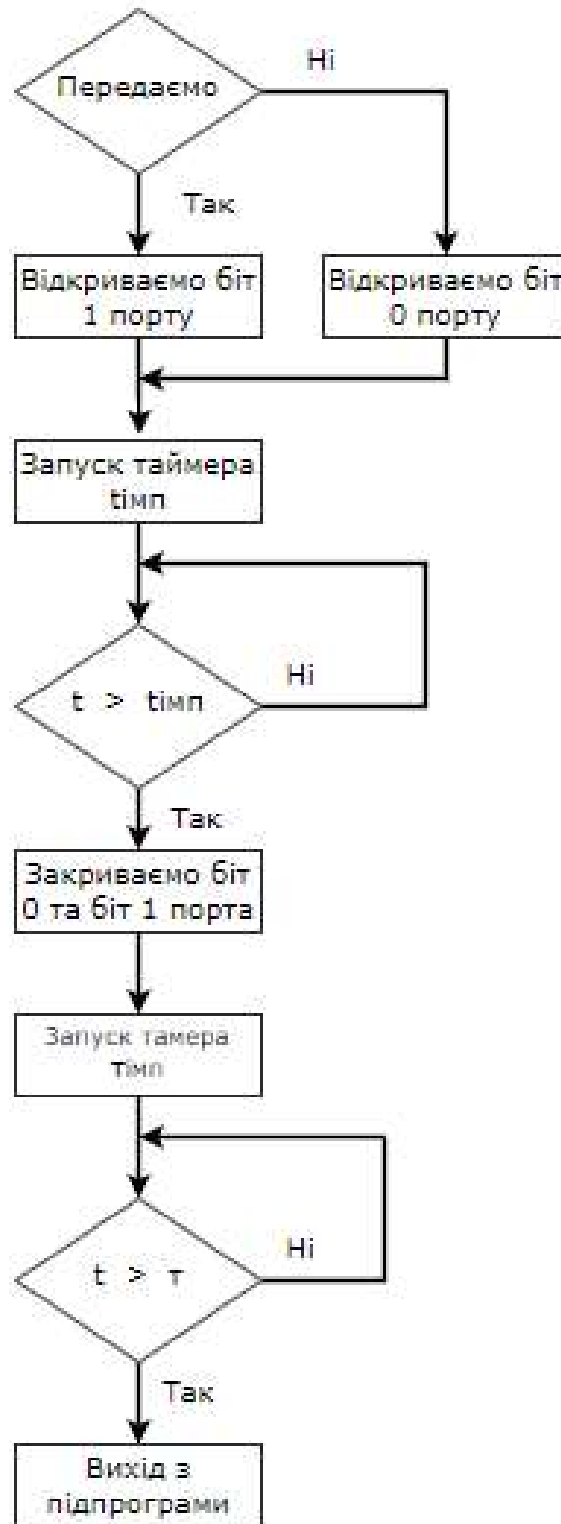 Передаємо
Ні
Так
Відкриваємо біт
1 порту
Відкриваємо біт
0 порту
Запуск таймера
tімп
t > tімп
Ні
Так
Закриваємо біт
0 та біт 1 порта
Запуск тамера
тімп
t > т
Ні
Так
Вихід з
підпрограми